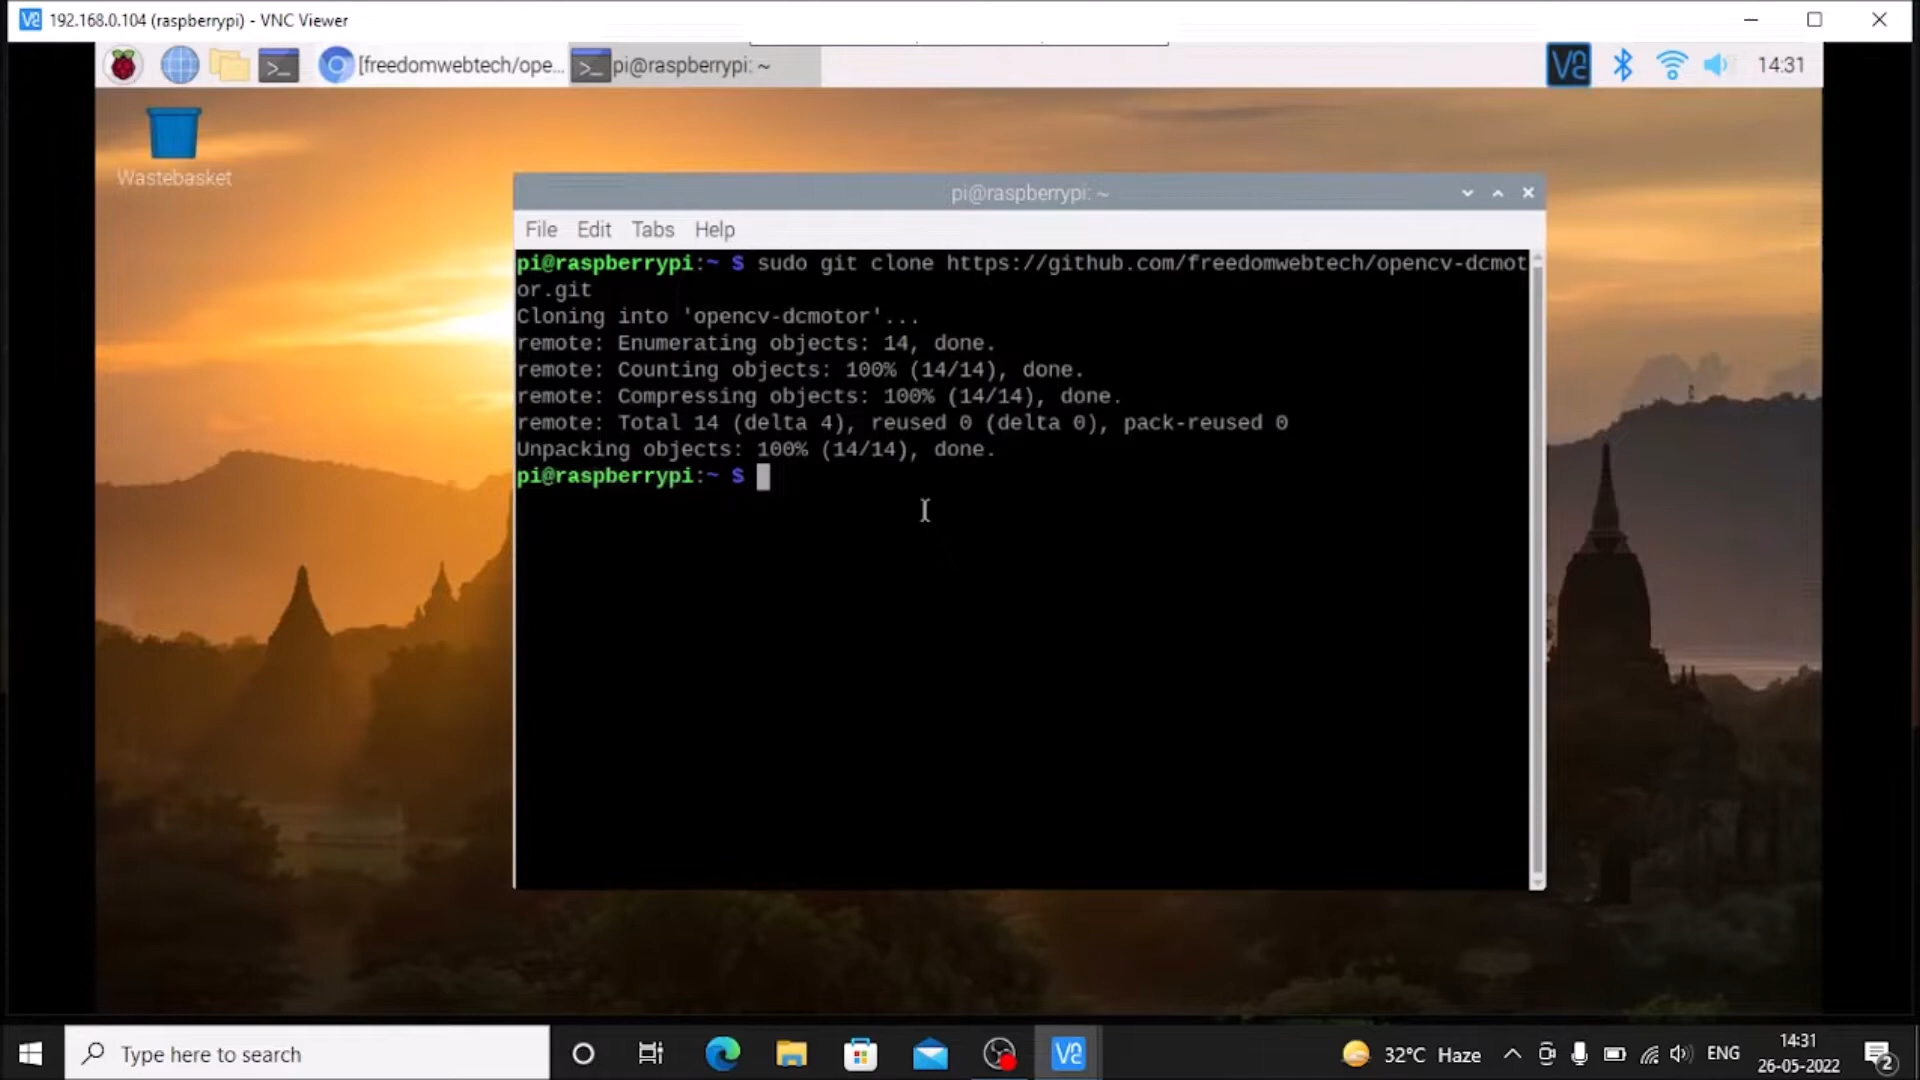 192.168.0.104 (raspberrypi) - VNC Viewer
[freedomwebtech/ope...
pi@raspberrypi: ~
14:31
Wastebasket
pi@raspberrypi: ~
File Edit Tabs Help
pi@raspberrypi:~ $ sudo git clone https://github.com/freedomwebtech/opencv-dcmot
or.git
Cloning into 'opencv-dcmotor'...
remote: Enumerating objects: 14, done.
remote: Counting objects: 100% (14/14), done.
remote: Compressing objects: 100% (14/14), done.
remote: Total 14 (delta 4), reused 0 (delta 0), pack-reused 0
Unpacking objects: 100% (14/14), done.
pi@raspberrypi:~ $
Type here to search
32°C Haze
ENG
14:31
26-05-2022
2